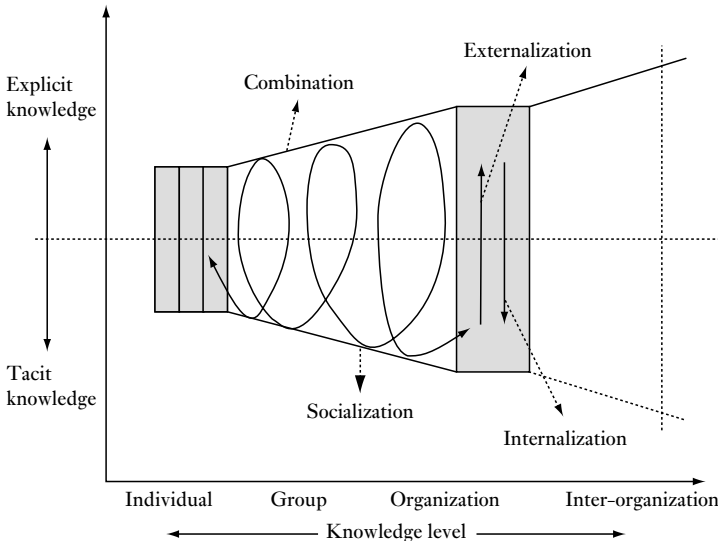 Externalization
Combination
Explicit
knowledge
Tacit
knowledge
Socialization
Internalization
Individual
Group
Organization
Inter-organization
Knowledge level